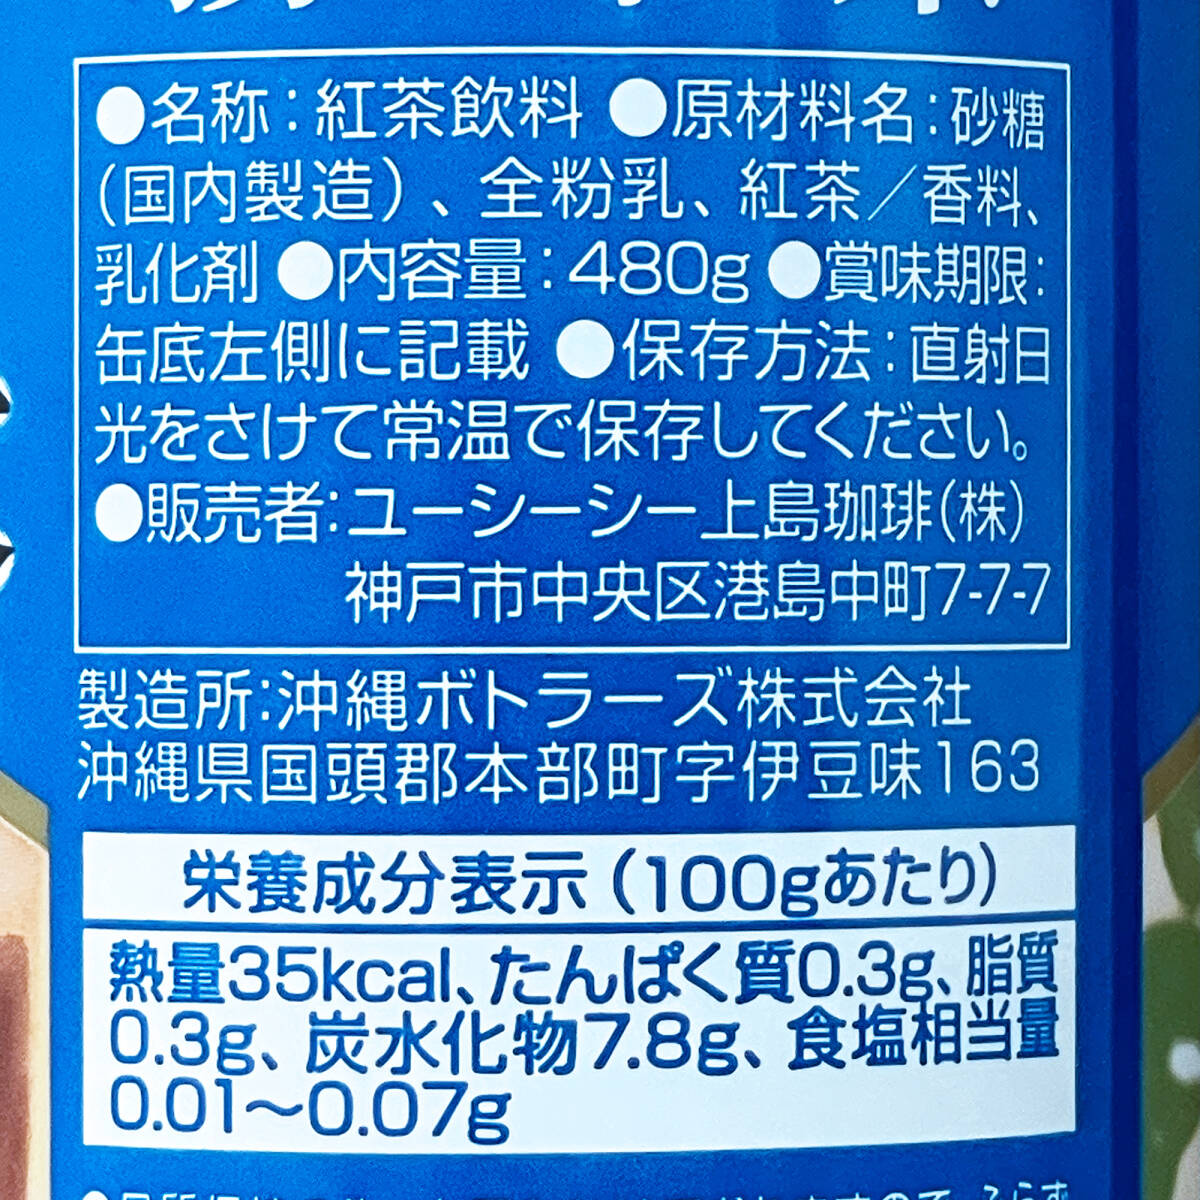 ●名称：紅茶飲料 ●原材料名：砂糖
（国内製造）、全粉乳、紅茶／香料、
乳化剤 ●内容量：480g ●賞味期限：
缶底左側に記載 ●保存方法：直射日
光をさけて常温で保存してください。
●販売者：ユーシーシー上島珈琲（株）
神戸市中央区港島中町7-7-7
製造所：沖縄ボトラーズ株式会社
沖縄県国頭郡本部町字伊豆味163
栄養成分表示（100gあたり）
熱量35kcal、たんぱく質0.3g、脂質
0.3g、炭水化物7.8g、食塩相当量
0.01～0.07g